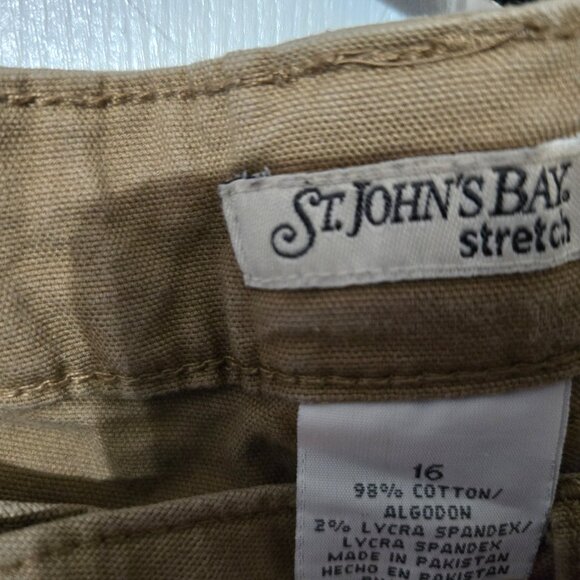 ST. JOHN'S BAY
stretch
16
98% COTTON/
ALGODON
2% LYCRA SPANDEX/
LYCRA SPANDEX
MADE IN PAKISTAN
HECHO EN PAKISTAN